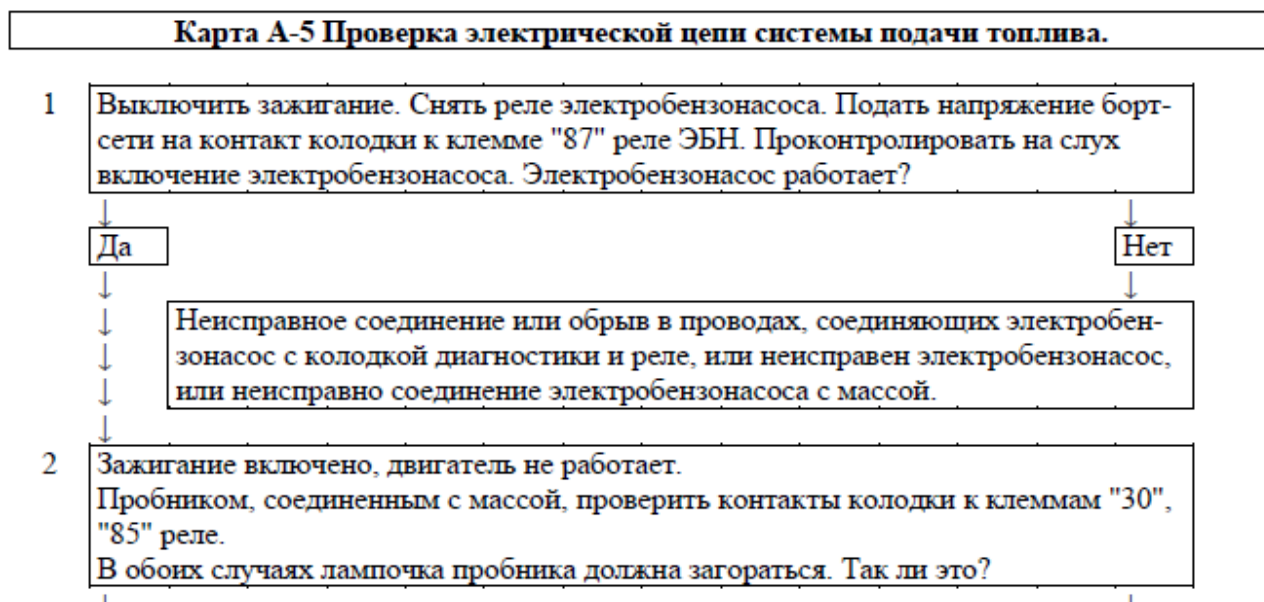 Карта А-5 Проверка электрической цепи системы подачи топлива.
1 Выключить зажигание. Снять реле электробензонасоса. Подать напряжение борт-
сети на контакт колодки к клемме "87" реле ЭБН. Проконтролировать на слух
включение электробензонасоса. Электробензонасос работает?
↓ ↓
Да Нет
↓ ↓
↓ Неисправное соединение или обрыв в проводах, соединяющих электробен-
↓ зонасос с колодкой диагностики и реле, или неисправен электробензонасос,
↓ или неисправно соединение электробензонасоса с массой.
↓
2 Зажигание включено, двигатель не работает.
Пробником, соединенным с массой, проверить контакты колодки к клеммам "30",
"85" реле.
В обоих случаях лампочка пробника должна загораться. Так ли это?